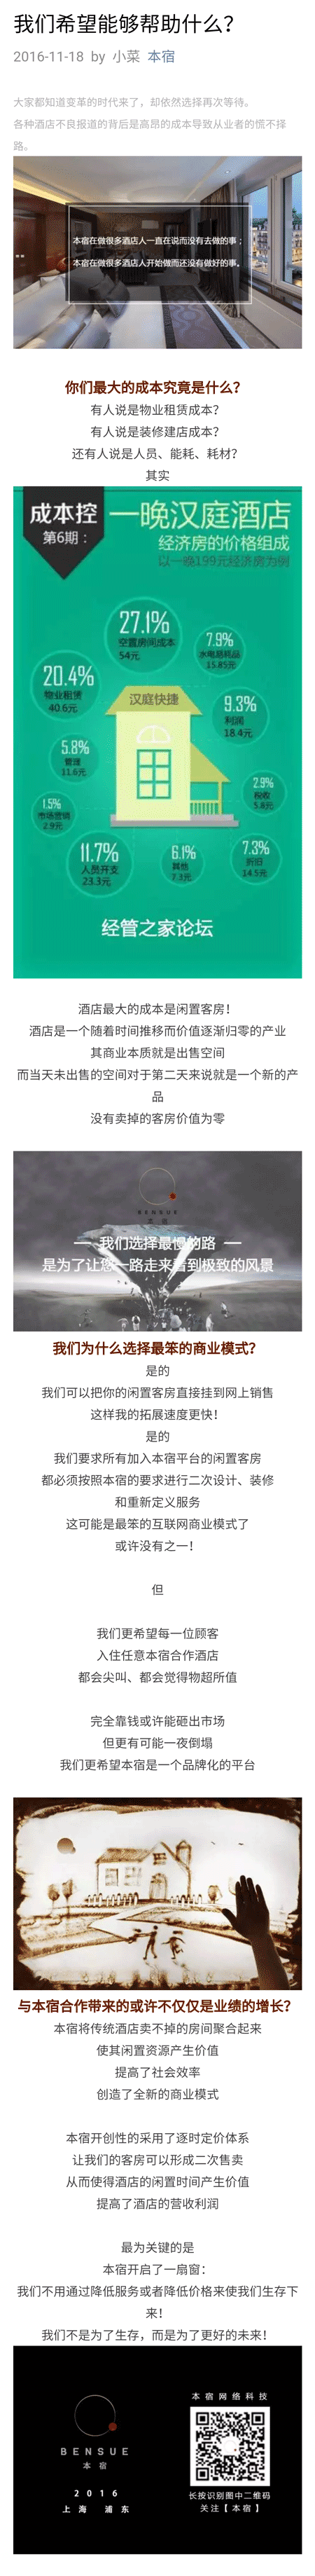 我们希望能够帮助什么？
2016-11-18 by 小菜 本宿
大家都知道变革的时代来了，却依然选择再次等待。
各种酒店不良报道的背后是高昂的成本导致从业者的慌不择
路。
本宿在做很多酒店人一直在说而没有去做的事；
本宿在做很多酒店人开始做而还没有做好的事。
你们最大的成本究竟是什么？
有人说是物业租赁成本？
有人说是装修建店成本？
还有人说是人员、能耗、耗材？
其实
成本控
第6期：
一晚汉庭酒店
经济房的价格组成
以一晚199元经济房为例
27.1%
空置房间成本
54元
7.9%
水电易耗品
15.85元
20.4%
物业租赁
40.6元
汉庭快捷
9.3%
利润
18.4元
5.8%
管理
11.6元
2.9%
税收
5.8元
1.5%
市场营销
2.9元
11.7%
人员开支
23.3元
6.1%
其他
7.3元
7.3%
折旧
14.5元
经管之家论坛
酒店最大的成本是闲置客房！
酒店是一个随着时间推移而价值逐渐归零的产业
其商业本质就是出售空间
而当天未出售的空间对于第二天来说就是一个新的产
品
没有卖掉的客房价值为零
BENSUE
本宿
— 我们选择最慢的路 —
是为了让您一路走来看到极致的风景
我们为什么选择最笨的商业模式？
是的
我们可以把你的闲置客房直接挂到网上销售
这样我的拓展速度更快！
是的
我们要求所有加入本宿平台的闲置客房
都必须按照本宿的要求进行二次设计、装修
和重新定义服务
这可能是最笨的互联网商业模式了
或许没有之一！
但
我们更希望每一位顾客
入住任意本宿合作酒店
都会尖叫、都会觉得物超所值
完全靠钱或许能砸出市场
但更有可能一夜倒塌
我们更希望本宿是一个品牌化的平台
与本宿合作带来的或许不仅仅是业绩的增长？
本宿将传统酒店卖不掉的房间聚合起来
使其闲置资源产生价值
提高了社会效率
创造了全新的商业模式
本宿开创性的采用了逐时定价体系
让我们的客房可以形成二次售卖
从而使得酒店的闲置时间产生价值
提高了酒店的营收利润
最为关键的是
本宿开启了一扇窗：
我们不用通过降低服务或者降低价格来使我们生存下
来！
我们不是为了生存，而是为了更好的未来！
本宿网络科技
BENSUE
本宿
2016
上海 浦东
长按识别图中二维码
关注【本宿】